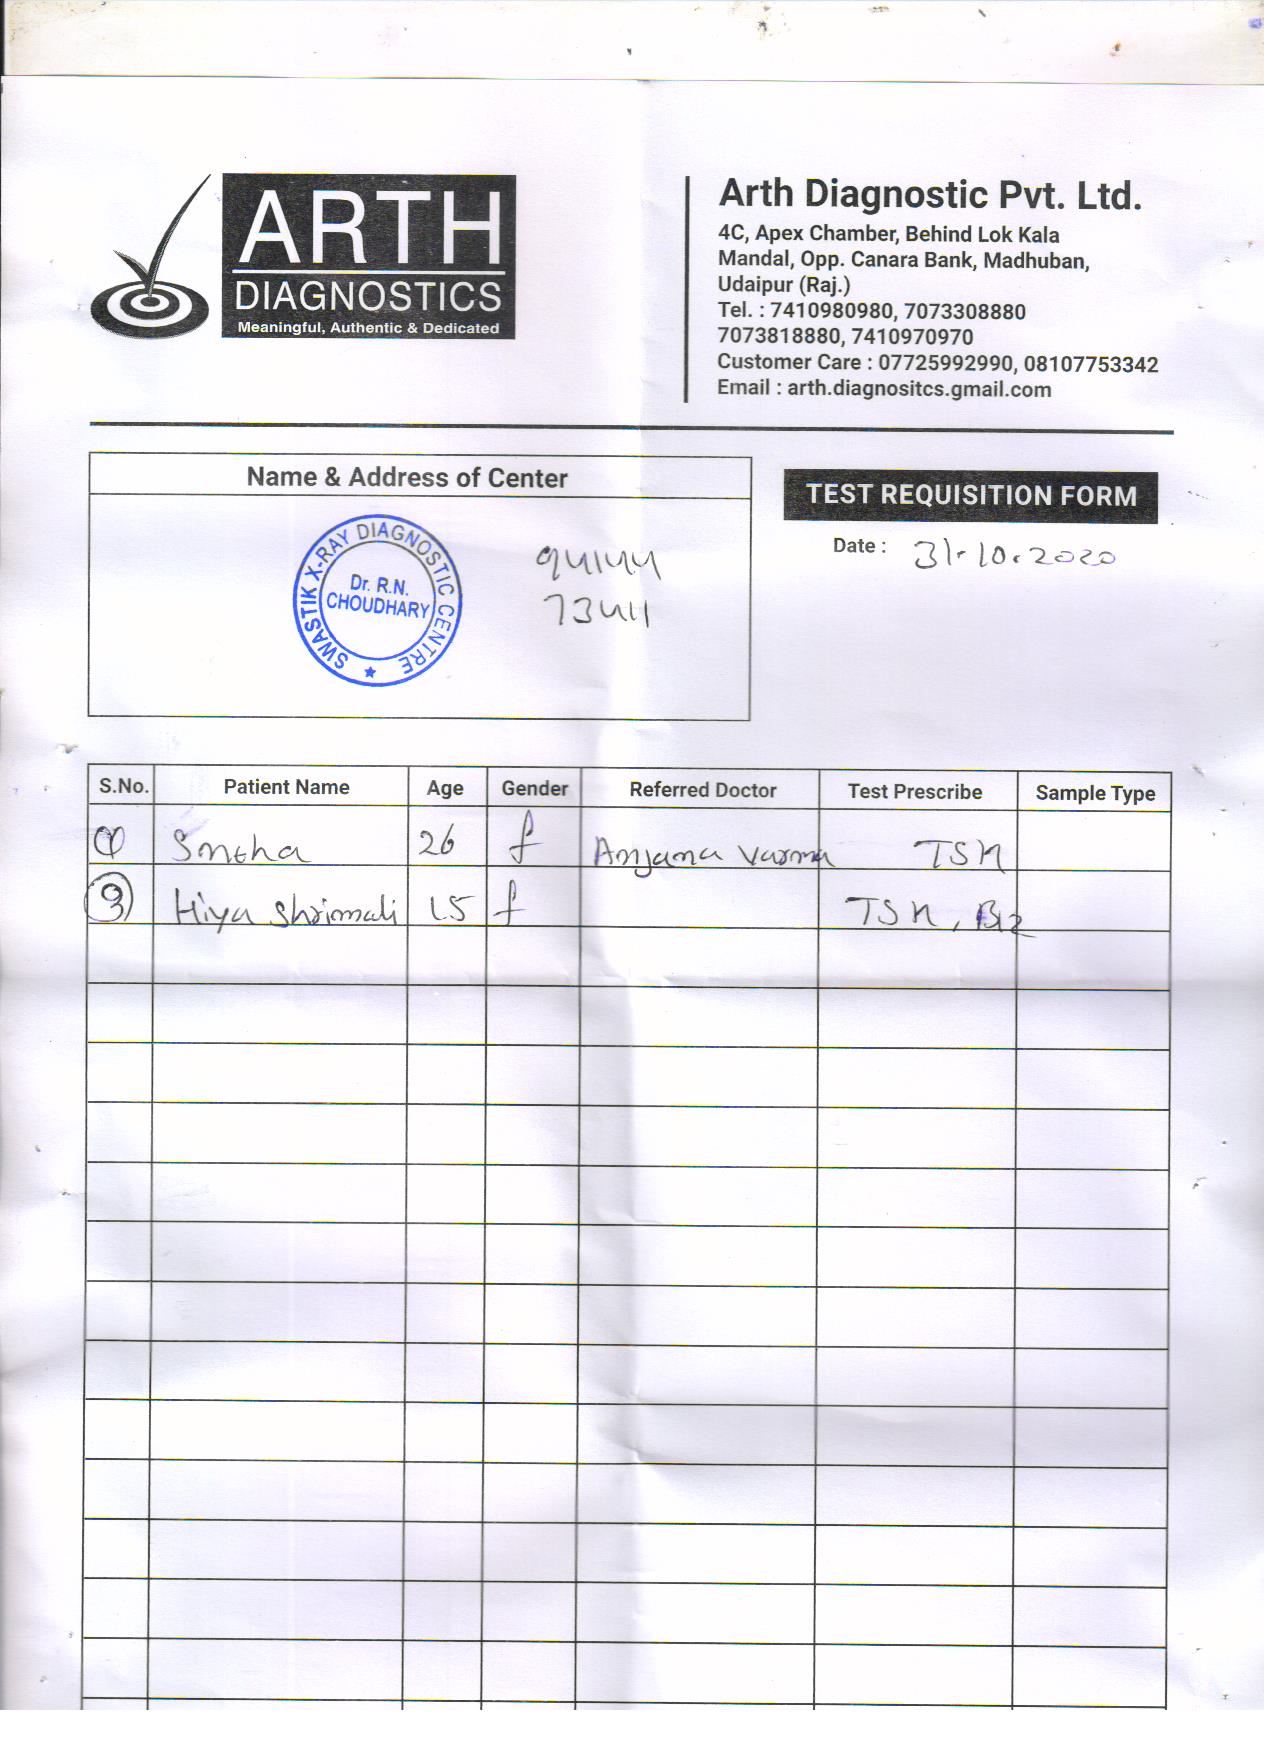 ARTH
DIAGNOSTICS
Meaningful, Authentic & Dedicated
Arth Diagnostic Pvt. Ltd.
4C, Apex Chamber, Behind Lok Kala
Mandal, Opp. Canara Bank, Madhuban,
Udaipur (Raj.)
Tel. : 7410980980, 7073308880
7073818880, 7410970970
Customer Care : 07725992990, 08107753342
Email : arth.diagnositcs.gmail.com
Name & Address of Center
TEST REQUISITION FORM
Date : 31.10.2020
SWASTIK X-RAY DIAGNOSTIC CENTRE
Dr. R.N.
CHOUDHARY
941144
73411
S.No. Patient Name Age Gender Referred Doctor Test Prescribe Sample Type
26 f Anjana Varma TSH
Hiya Shrimali 15 f TSH, B12